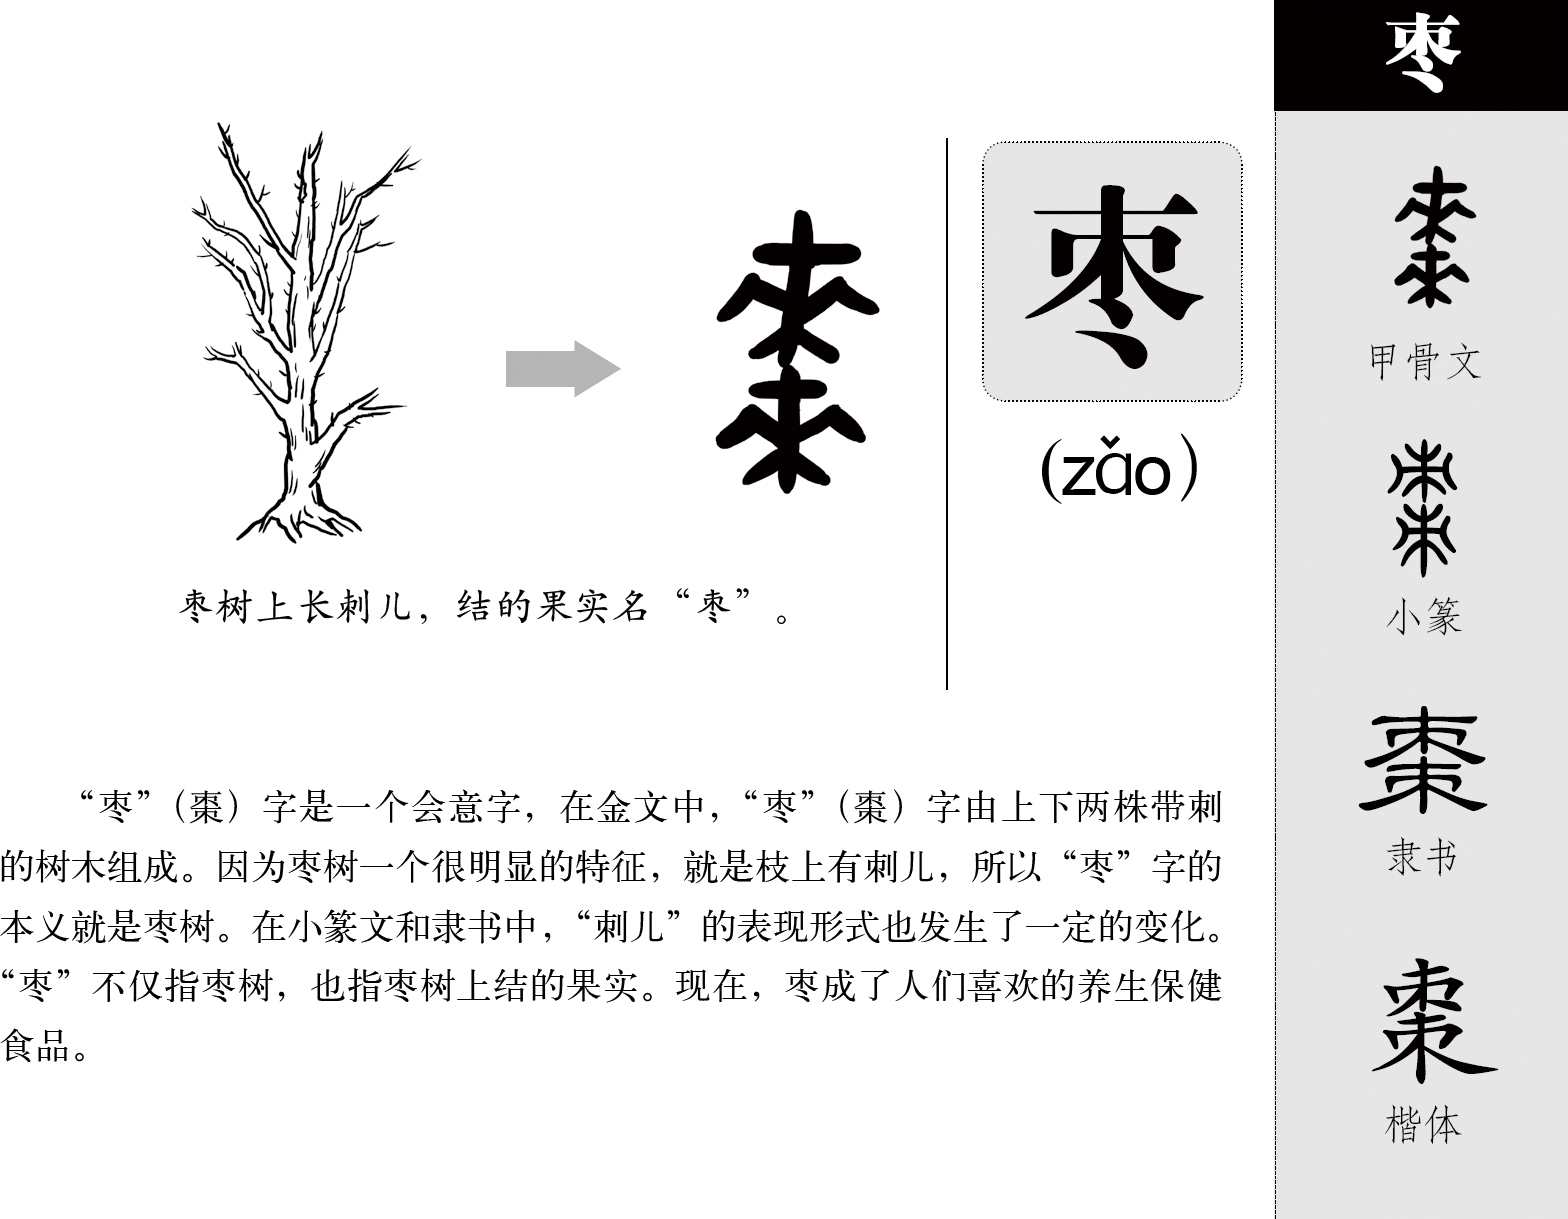 枣
枣
(zǎo)
枣树上长刺儿，结的果实名“枣”。
“枣”（棗）字是一个会意字，在金文中，“枣”（棗）字由上下两株带刺
的树木组成。因为枣树一个很明显的特征，就是枝上有刺儿，所以“枣”字的
本义就是枣树。在小篆文和隶书中，“刺儿”的表现形式也发生了一定的变化。
“枣”不仅指枣树，也指枣树上结的果实。现在，枣成了人们喜欢的养生保健
食品。
棗
甲骨文
棗
小篆
棗
隶书
棗
楷体